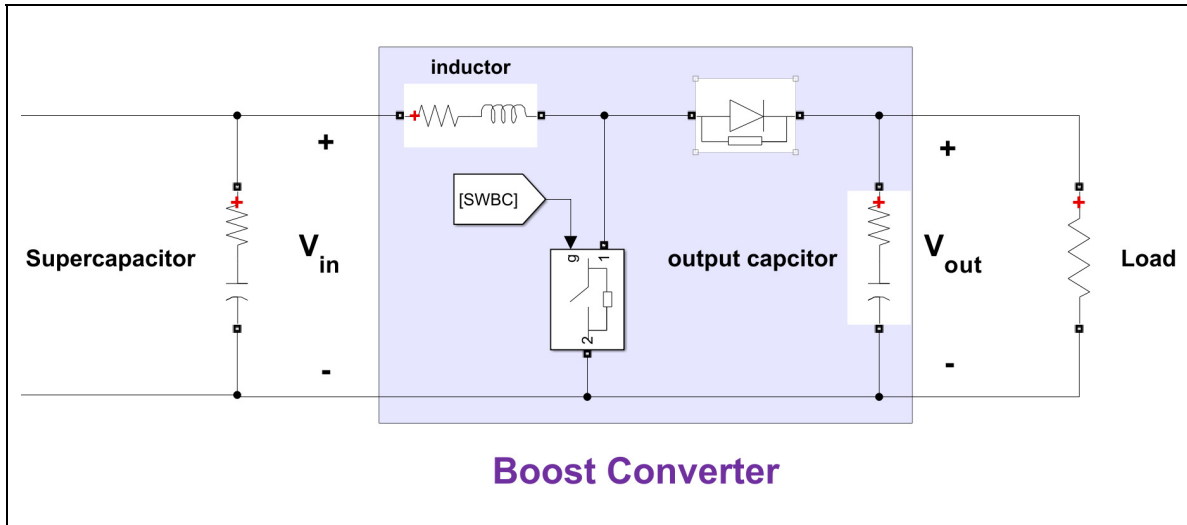 inductor
+
+
[SWBC]
g
1
2
Supercapacitor
V
in
output capcitor
V
out
Load
+
+
+
+
-
-
Boost Converter